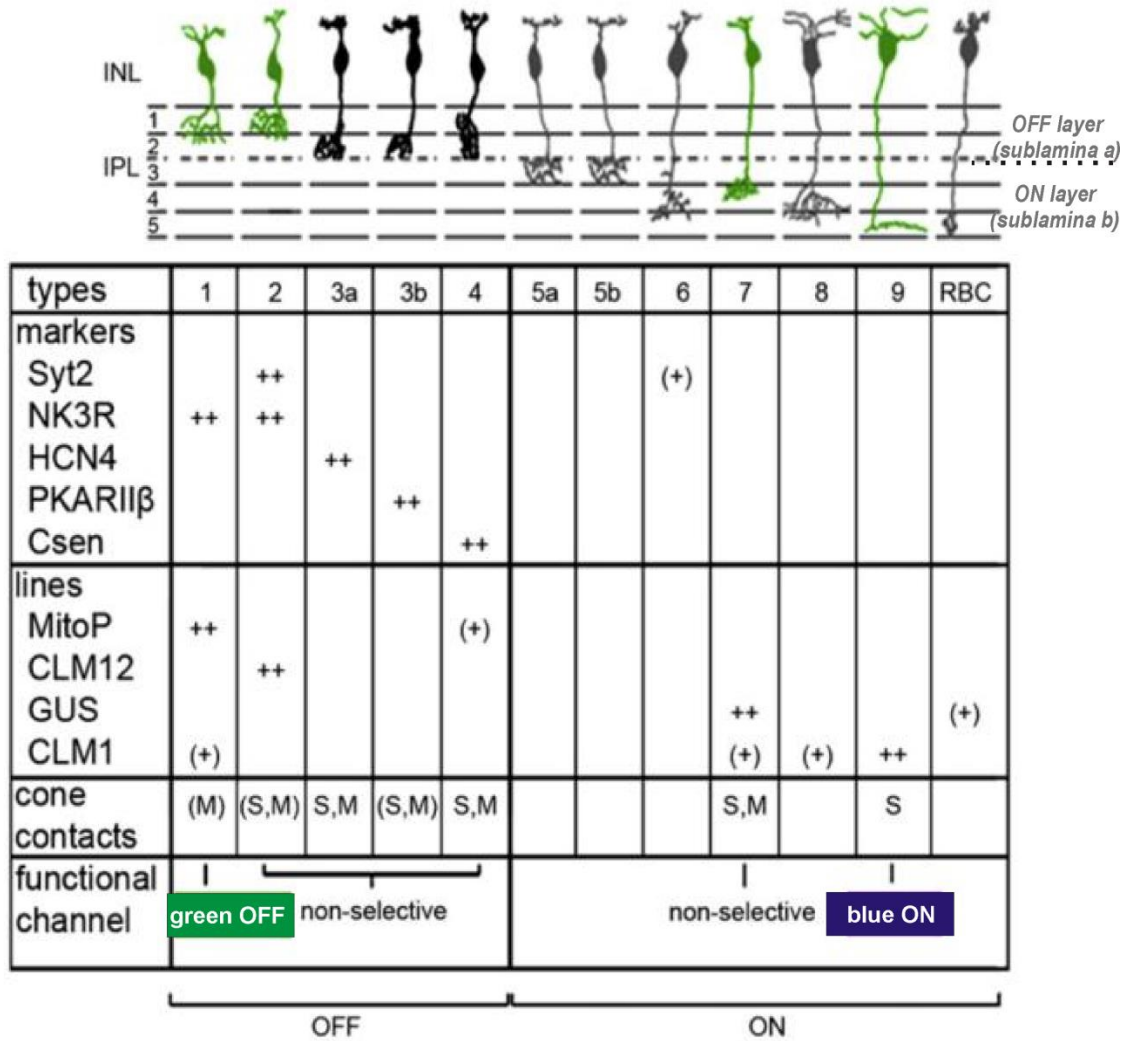 INL
1
2
IPL
3
4
5
OFF layer
(sublamina a)
ON layer
(sublamina b)
types 1 2 3a 3b 4 5a 5b 6 7 8 9 RBC
markers
Syt2 ++ (+)
NK3R ++ ++
HCN4 ++
PKARIIβ ++
Csen ++
lines
MitoP ++ (+)
CLM12 ++
GUS ++ (+)
CLM1 (+) (+) (+) ++
cone
contacts (M) (S,M) S,M (S,M) S,M S,M S
functional
channel green OFF non-selective non-selective blue ON
OFF ON